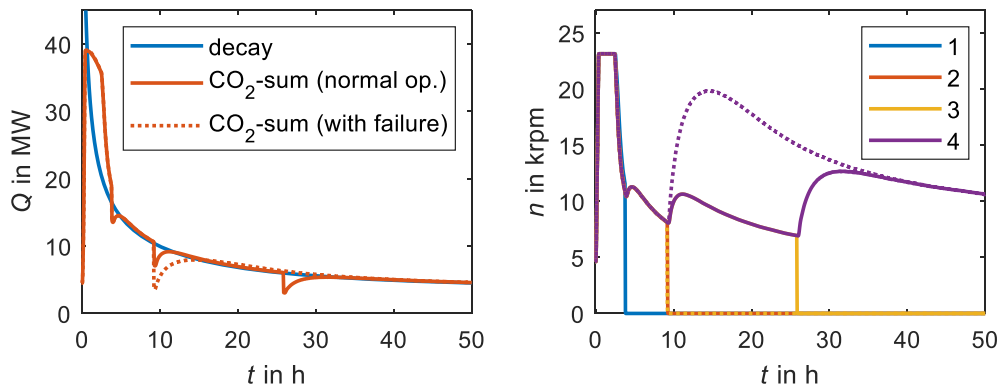 Q in MW
40
30
20
10
0
decay
CO₂-sum (normal op.)
CO₂-sum (with failure)
0 10 20 30 40 50
t in h
n in krpm
25
20
15
10
5
0
1
2
3
4
0 10 20 30 40 50
t in h